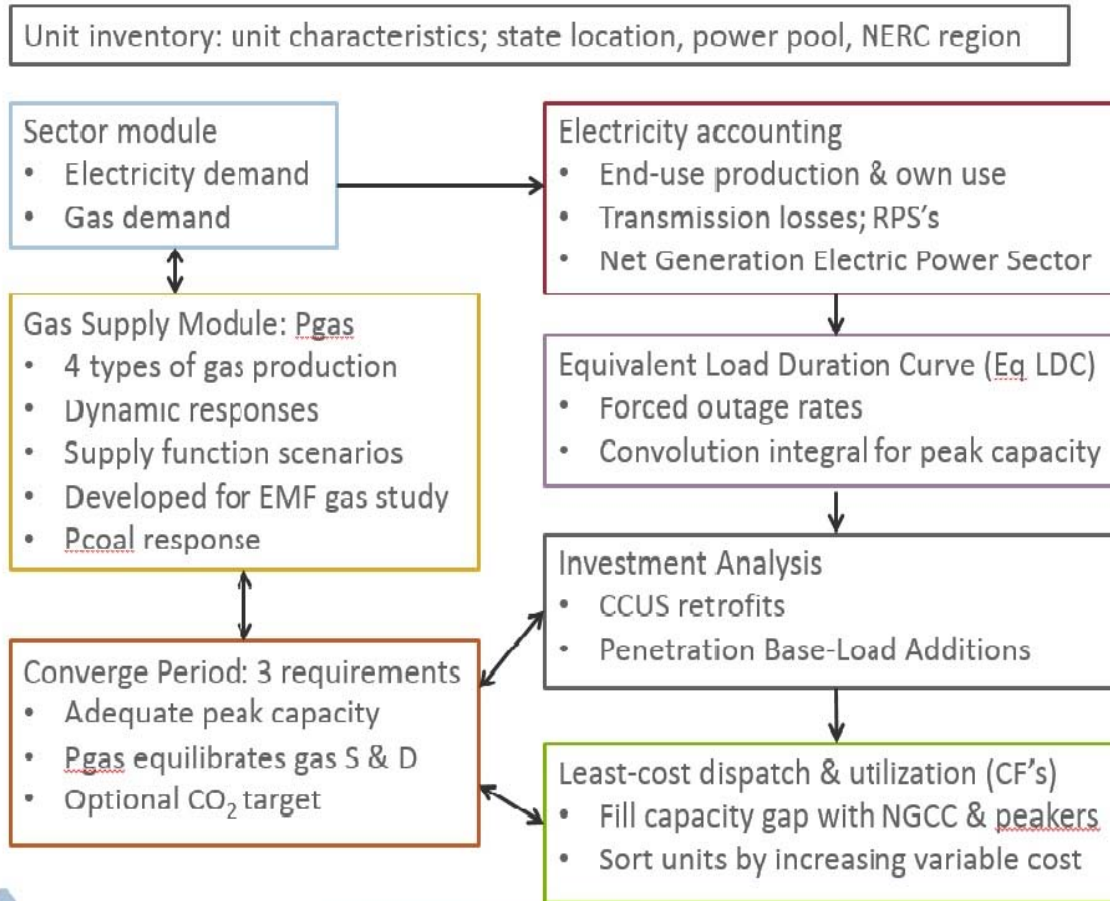 Unit inventory: unit characteristics; state location, power pool, NERC region
Sector module
• Electricity demand
• Gas demand
Electricity accounting
• End-use production & own use
• Transmission losses; RPS's
• Net Generation Electric Power Sector
Gas Supply Module: Pgas
• 4 types of gas production
• Dynamic responses
• Supply function scenarios
• Developed for EMF gas study
• Pcoal response
Equivalent Load Duration Curve (Eq LDC)
• Forced outage rates
• Convolution integral for peak capacity
Investment Analysis
• CCUS retrofits
• Penetration Base-Load Additions
Converge Period: 3 requirements
• Adequate peak capacity
• Pgas equilibrates gas S & D
• Optional CO₂ target
Least-cost dispatch & utilization (CF's)
• Fill capacity gap with NGCC & peakers
• Sort units by increasing variable cost